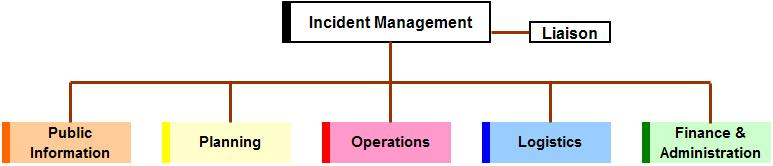 Incident Management
Liaison
Public
Information
Planning
Operations
Logistics
Finance &
Administration